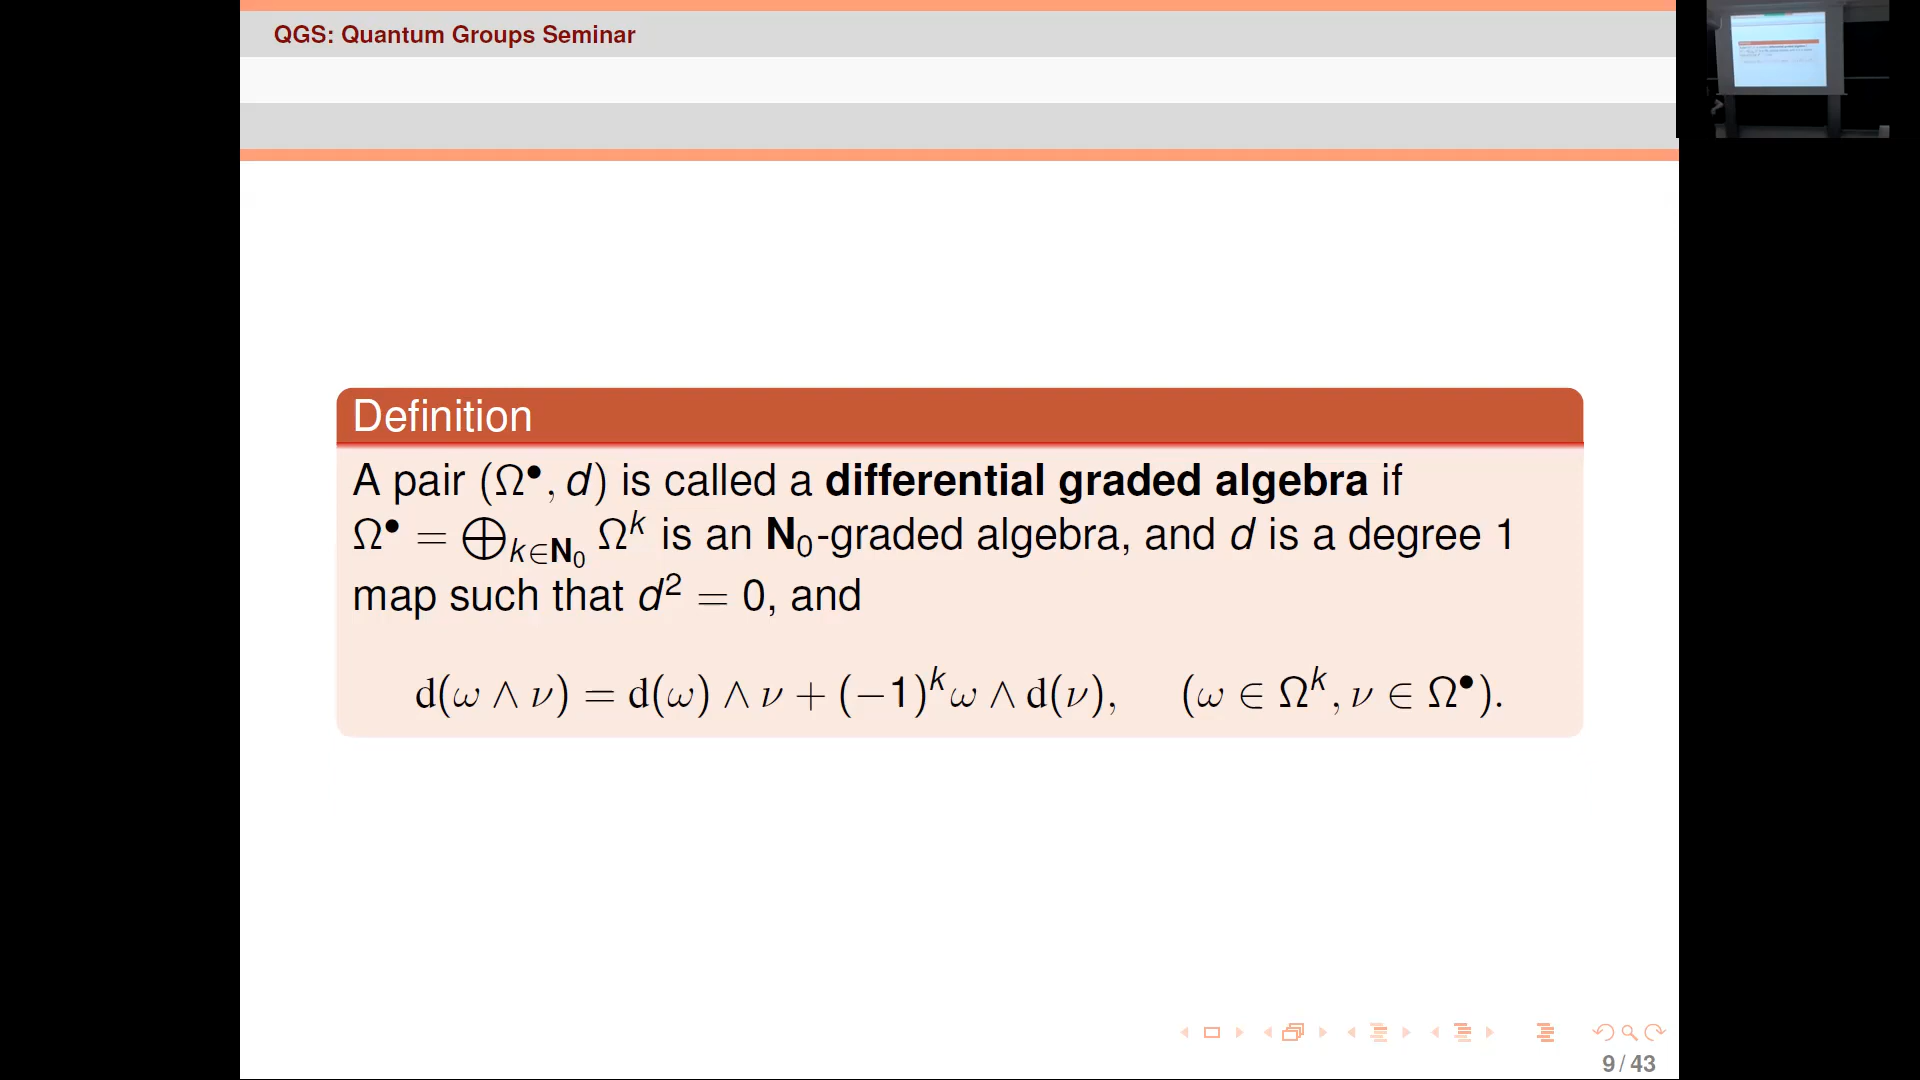 QGS: Quantum Groups Seminar
Definition
A pair (Ω•, d) is called a differential graded algebra if
Ω• = ⨁_{k∈N₀} Ωᵏ is an N₀-graded algebra, and d is a degree 1
map such that d² = 0, and
d(ω ∧ ν) = d(ω) ∧ ν + (−1)ᵏω ∧ d(ν), (ω ∈ Ωᵏ, ν ∈ Ω•).
9 / 43